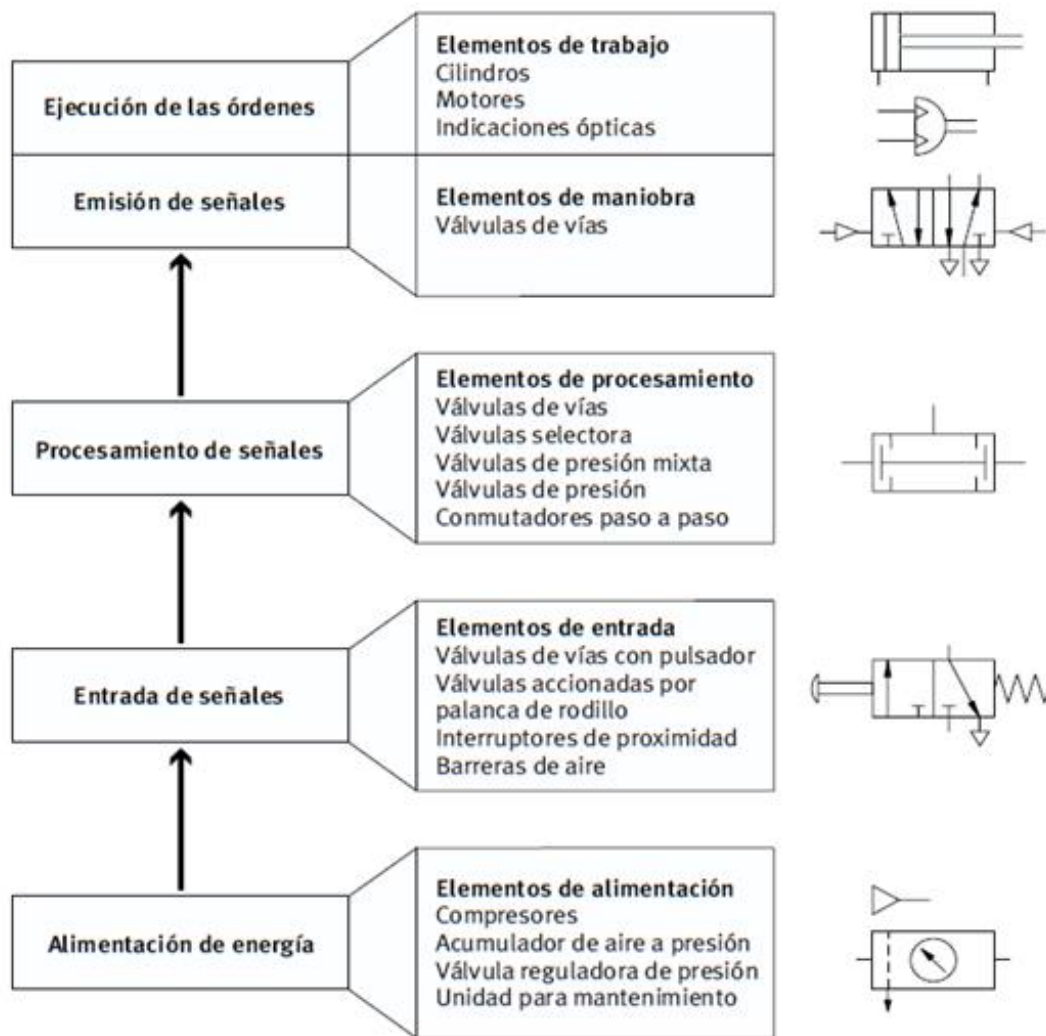 Ejecución de las órdenes
Elementos de trabajo
Cilindros
Motores
Indicaciones ópticas
Emisión de señales
Elementos de maniobra
Válvulas de vías
Procesamiento de señales
Elementos de procesamiento
Válvulas de vías
Válvulas selectora
Válvulas de presión mixta
Válvulas de presión
Conmutadores paso a paso
Entrada de señales
Elementos de entrada
Válvulas de vías con pulsador
Válvulas accionadas por
palanca de rodillo
Interruptores de proximidad
Barreras de aire
Alimentación de energía
Elementos de alimentación
Compresores
Acumulador de aire a presión
Válvula reguladora de presión
Unidad para mantenimiento